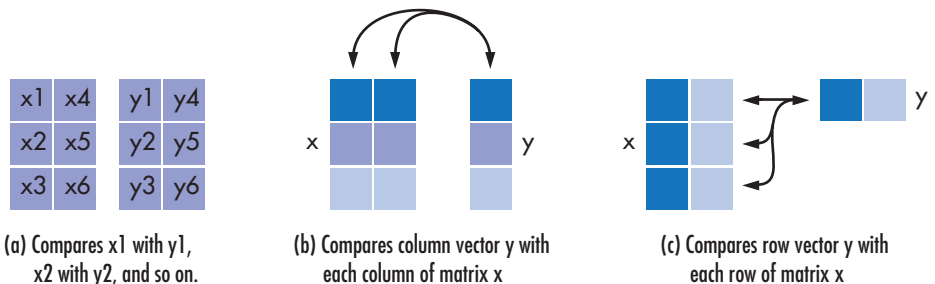 x1 x4 y1 y4
x2 x5 y2 y5
x3 x6 y3 y6
x y
x y
(a) Compares x1 with y1,
x2 with y2, and so on.
(b) Compares column vector y with
each column of matrix x
(c) Compares row vector y with
each row of matrix x